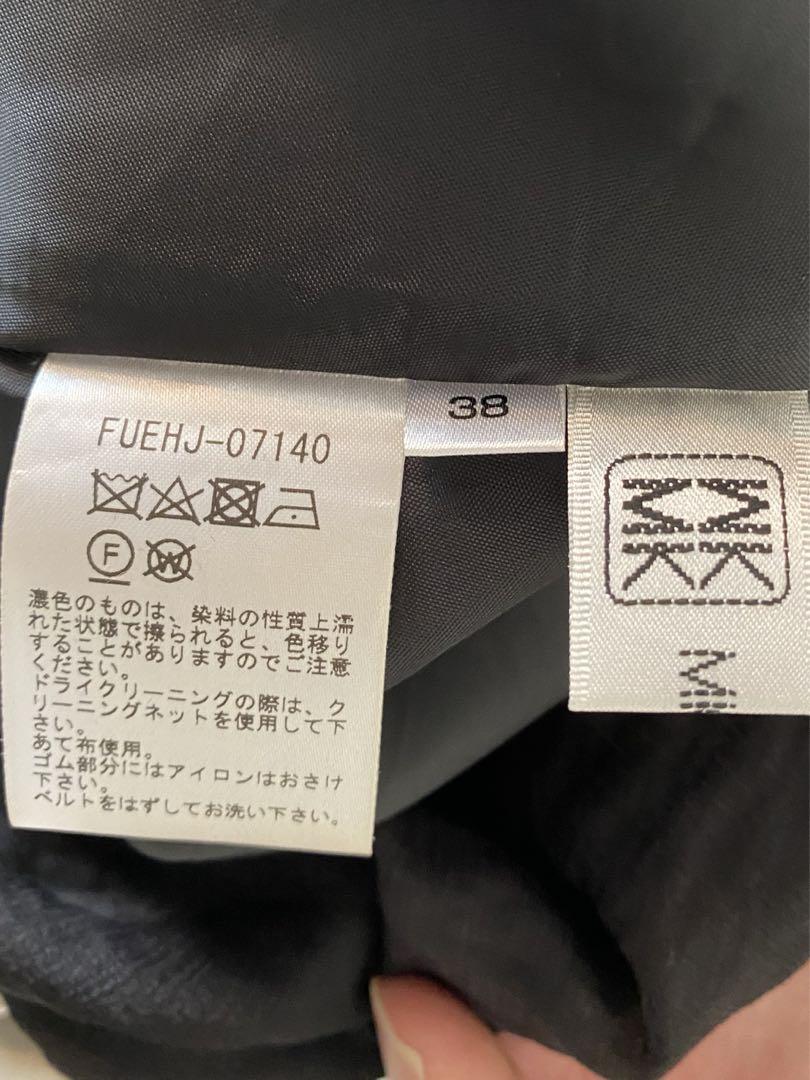 FUEHJ-07140
38
F
W
濃色のものは、染料の性質上濡
れた状態で擦られると、色移り
することがありますのでご注意
ください。
ドライクリーニングの際は、ク
リーニングネットを使用して下
さい。
あて布使用。
ゴム部分にはアイロンはおさけ
下さい。
ベルトをはずしてお洗い下さい。